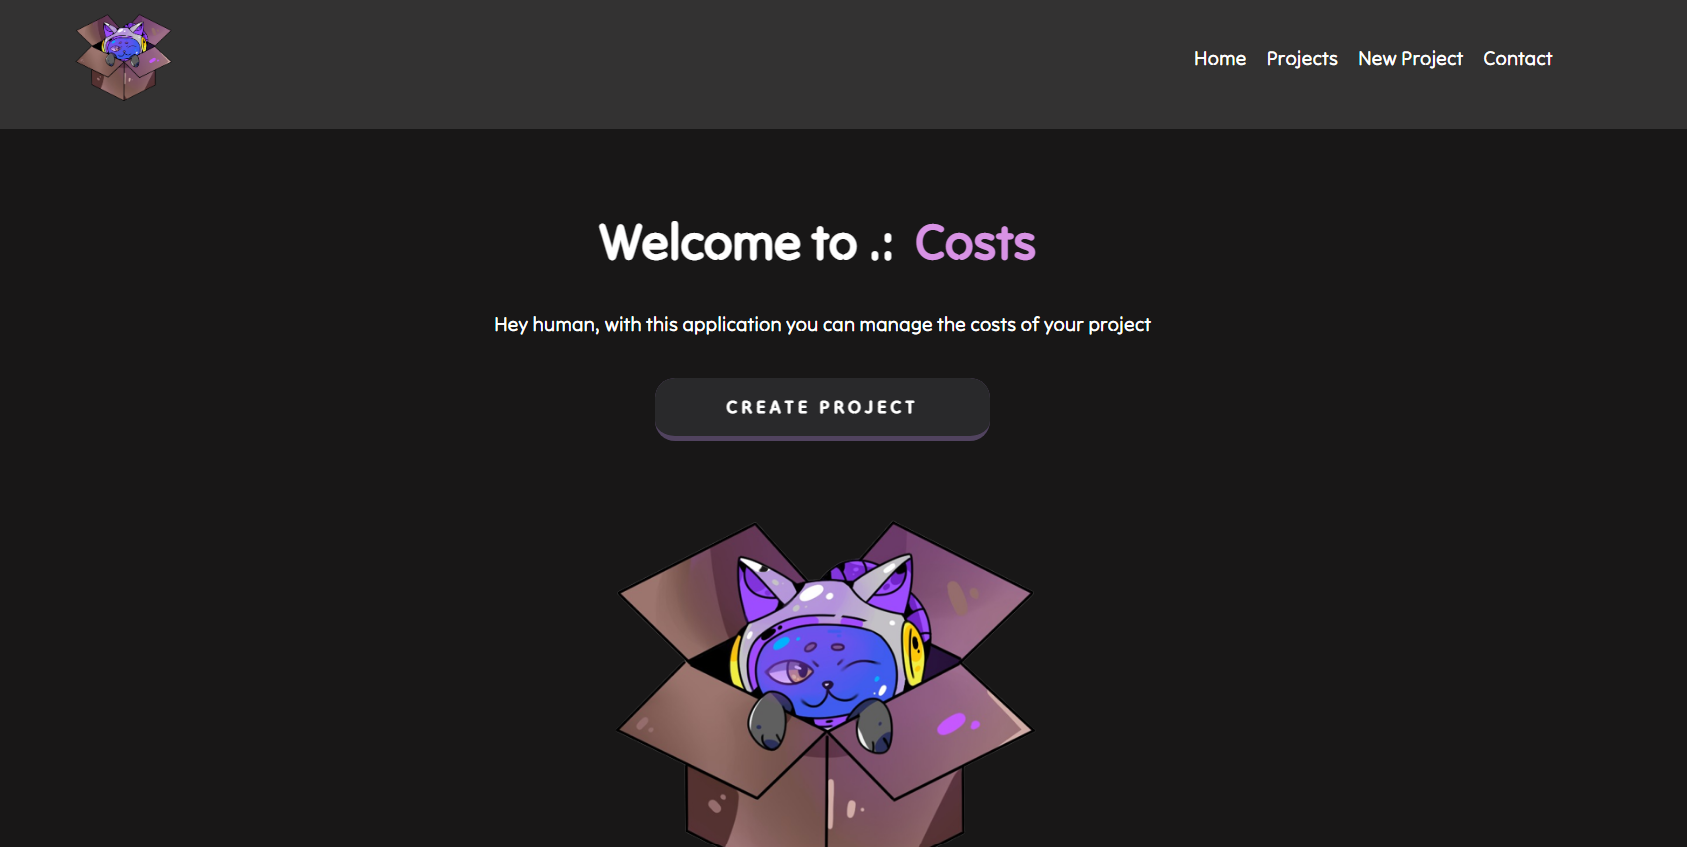 Home Projects New Project Contact
Welcome to .: Costs
Hey human, with this application you can manage the costs of your project
CREATE PROJECT